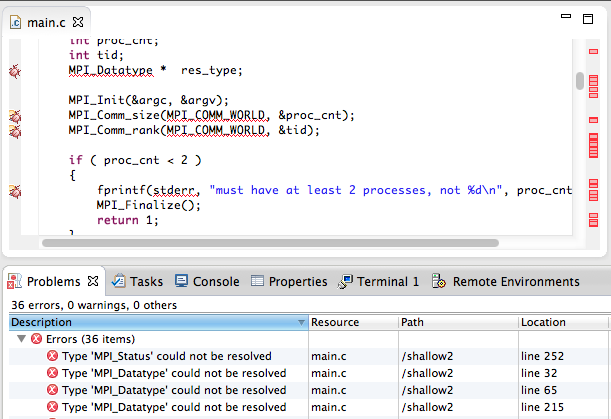 main.c
int proc_cnt;
int tid;
MPI_Datatype * res_type;
MPI_Init(&argc, &argv);
MPI_Comm_size(MPI_COMM_WORLD, &proc_cnt);
MPI_Comm_rank(MPI_COMM_WORLD, &tid);
if ( proc_cnt < 2 )
{
fprintf(stderr, "must have at least 2 processes, not %d\n", proc_cnt
MPI_Finalize();
return 1;
}
Problems Tasks Console Properties Terminal 1 Remote Environments
36 errors, 0 warnings, 0 others
Description Resource Path Location
Errors (36 items)
Type 'MPI_Status' could not be resolved main.c /shallow2 line 252
Type 'MPI_Datatype' could not be resolved main.c /shallow2 line 32
Type 'MPI_Datatype' could not be resolved main.c /shallow2 line 65
Type 'MPI_Datatype' could not be resolved main.c /shallow2 line 215